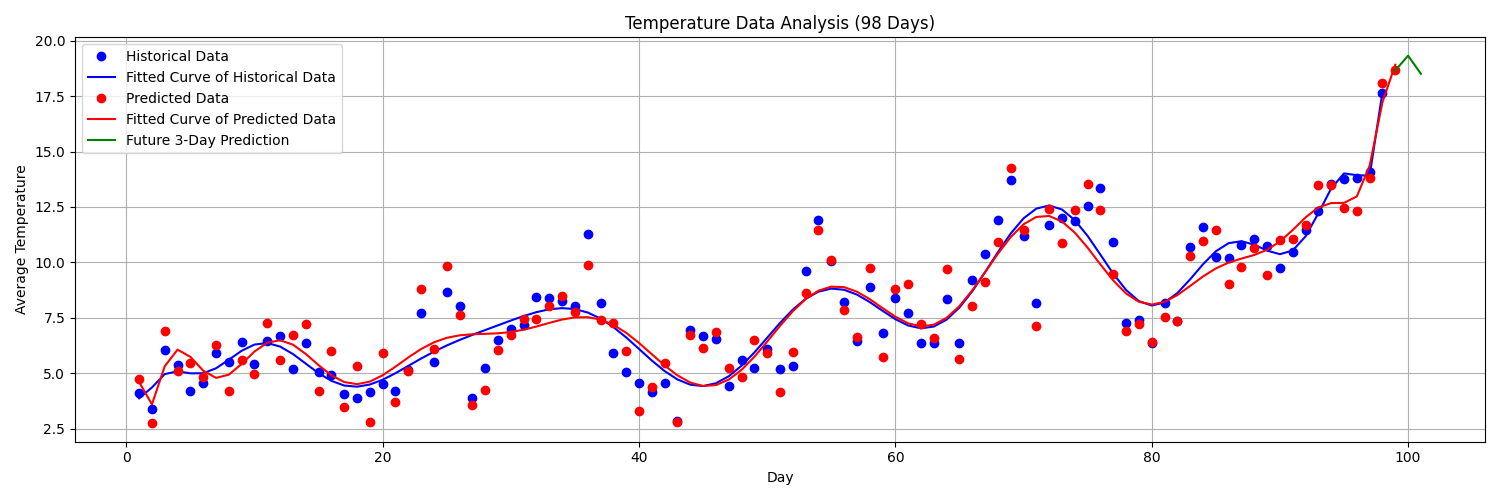 Temperature Data Analysis (98 Days)
20.0
17.5
15.0
12.5
10.0
7.5
5.0
2.5
Average Temperature
Historical Data
Fitted Curve of Historical Data
Predicted Data
Fitted Curve of Predicted Data
Future 3-Day Prediction
0 20 40 60 80 100
Day